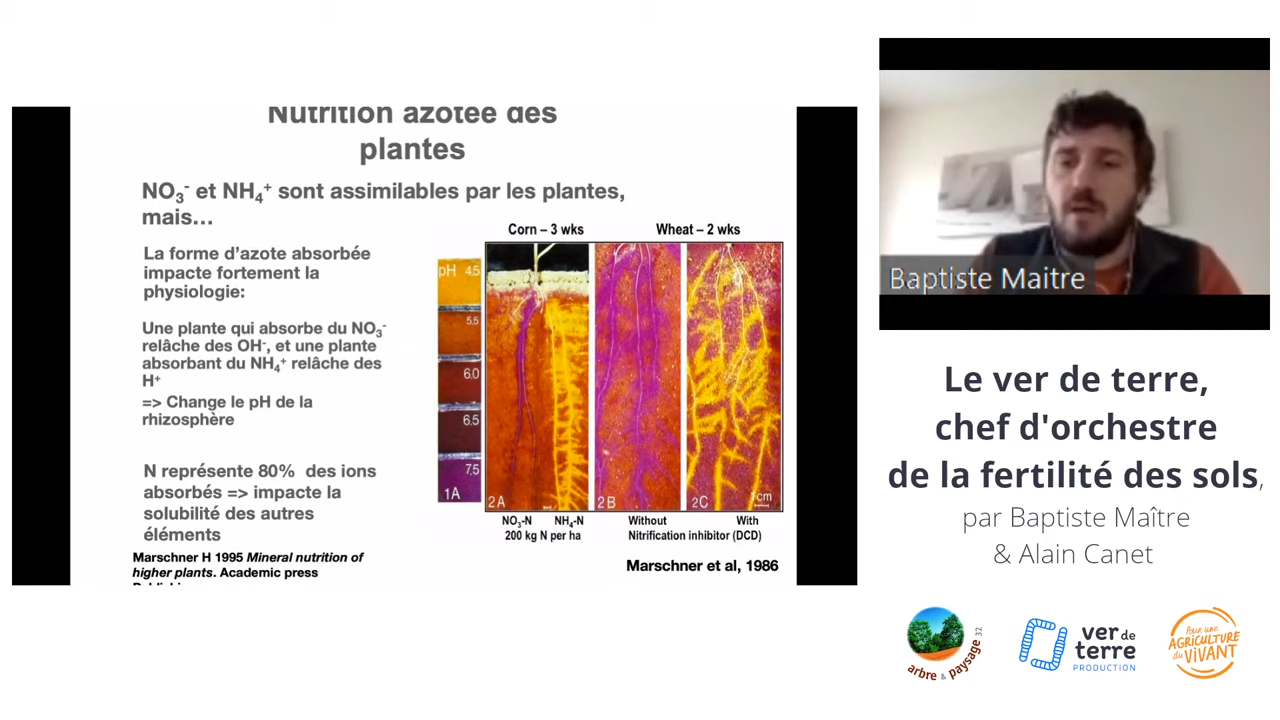 Nutrition azotée des
plantes
NO₃⁻ et NH₄⁺ sont assimilables par les plantes,
mais…
La forme d'azote absorbée
impacte fortement la
physiologie:
Une plante qui absorbe du NO₃⁻
relâche des OH⁻, et une plante
absorbant du NH₄⁺ relâche des
H⁺
=> Change le pH de la
rhizosphère
N représente 80% des ions
absorbés => impacte la
solubilité des autres
éléments
Marschner H 1995 Mineral nutrition of
higher plants. Academic press
Corn – 3 wks
Wheat – 2 wks
pH 4.5
5.5
6.0
6.5
7.5
1A
2A
2B
2C
1cm
NO₃-N NH₄-N
200 kg N per ha
Without With
Nitrification inhibitor (DCD)
Marschner et al, 1986
Baptiste Maitre
Le ver de terre,
chef d'orchestre
de la fertilité des sols,
par Baptiste Maître
& Alain Canet
arbre & paysage 32
ver de
terre
PRODUCTION
Pour une
AGRICULTURE
du VIVANT